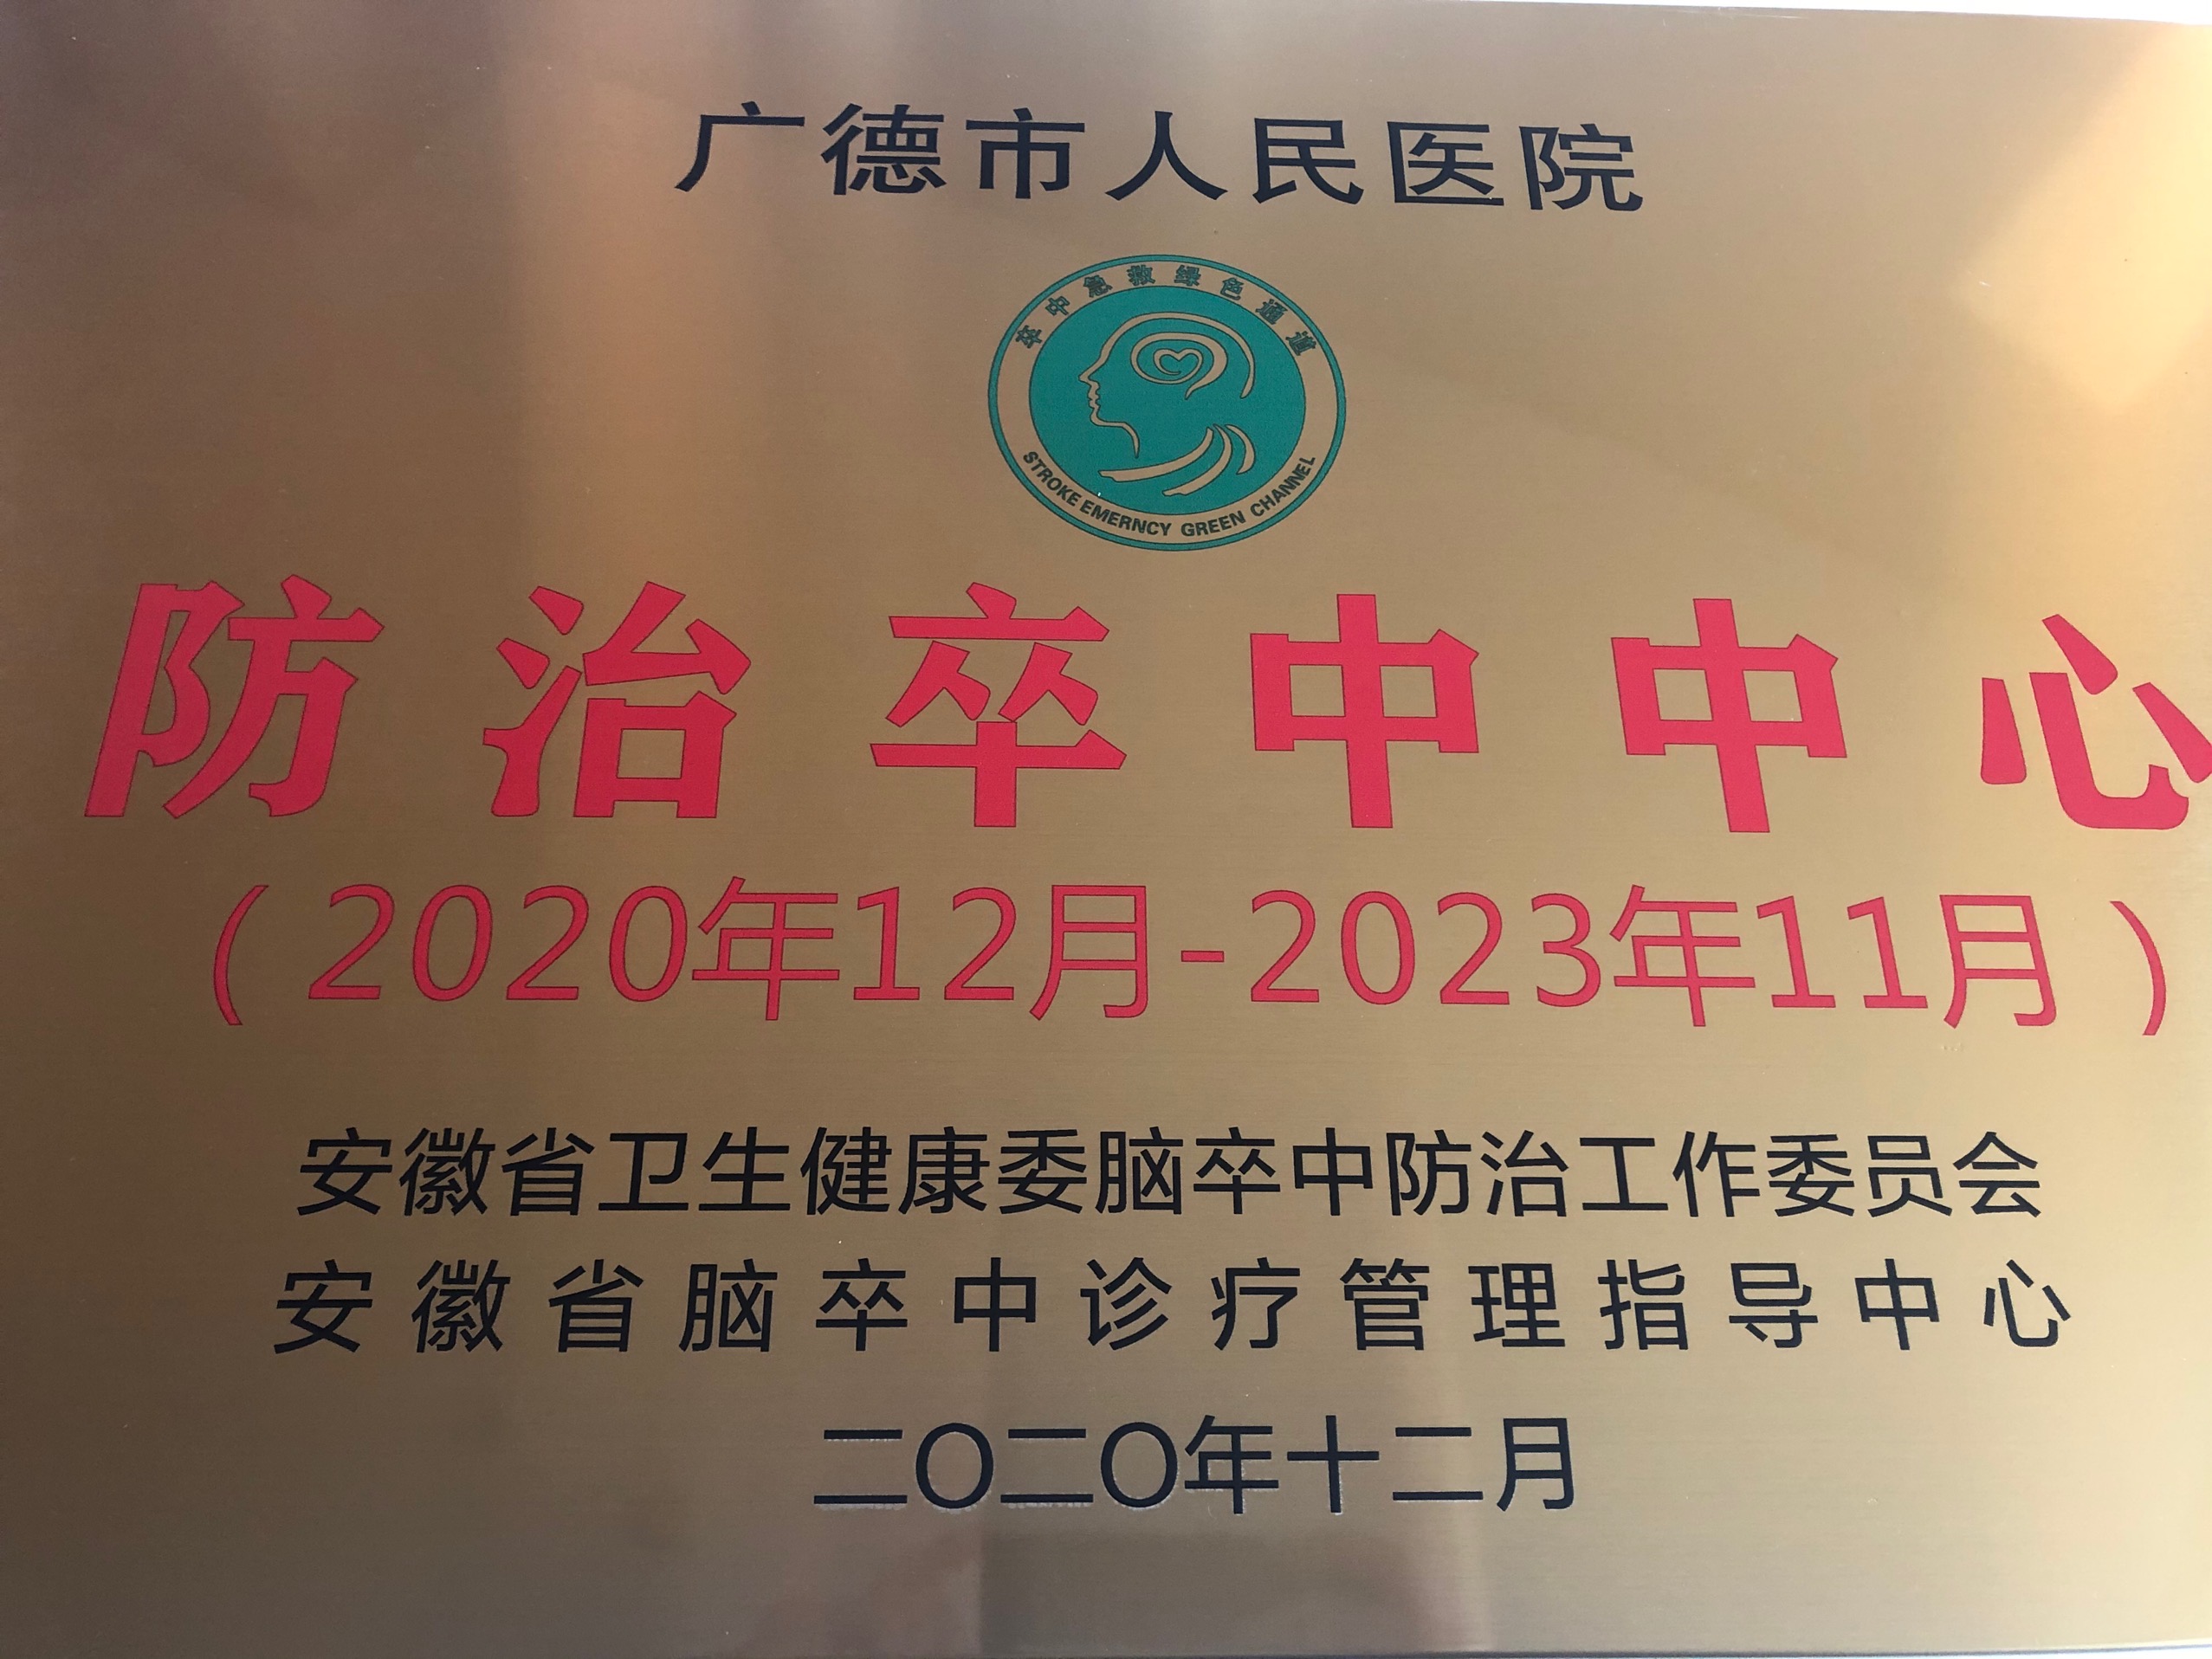 广德市人民医院
卒中急救绿色通道
STROKE EMERNCY GREEN CHANNEL
防治卒中中心
（2020年12月-2023年11月）
安徽省卫生健康委脑卒中防治工作委员会
安徽省脑卒中诊疗管理指导中心
二〇二〇年十二月